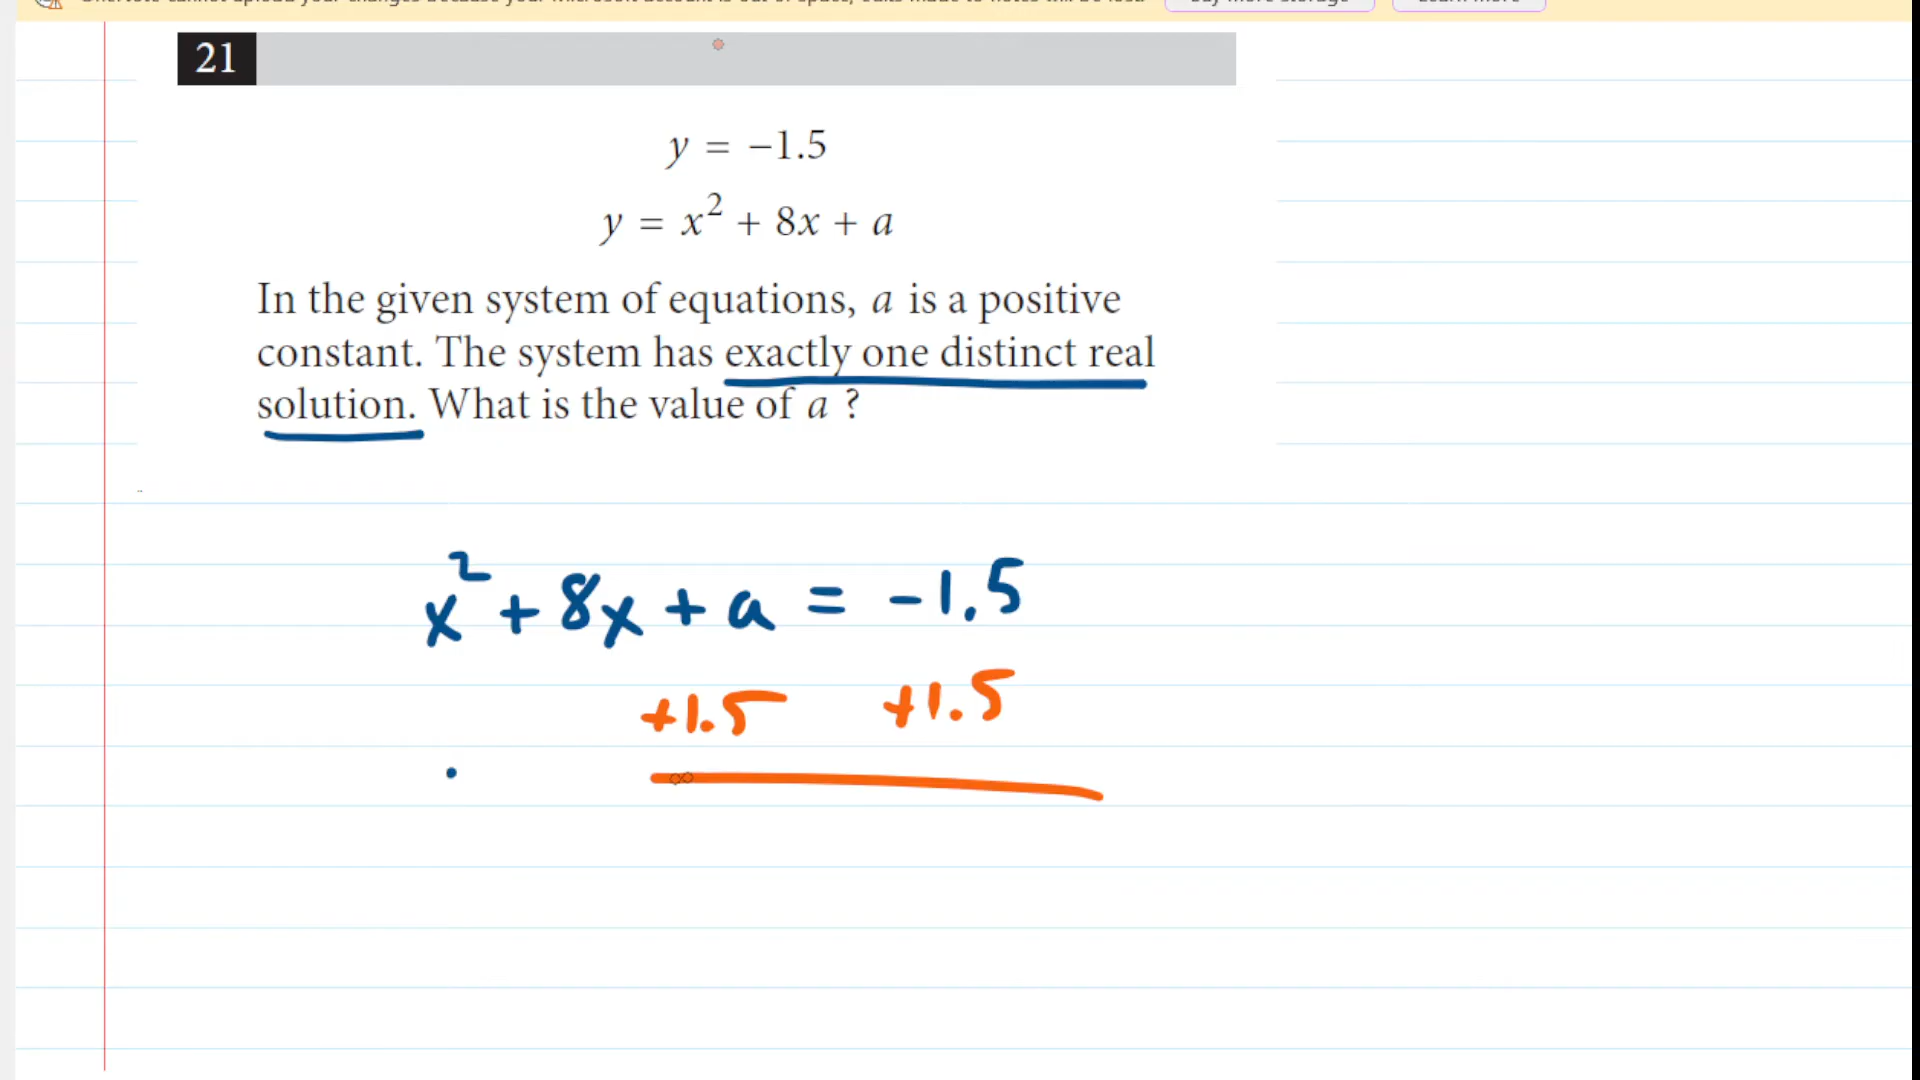 21
y = −1.5
y = x² + 8x + a
In the given system of equations, a is a positive
constant. The system has exactly one distinct real
solution. What is the value of a ?
x² + 8x + a = -1.5
+1.5 +1.5